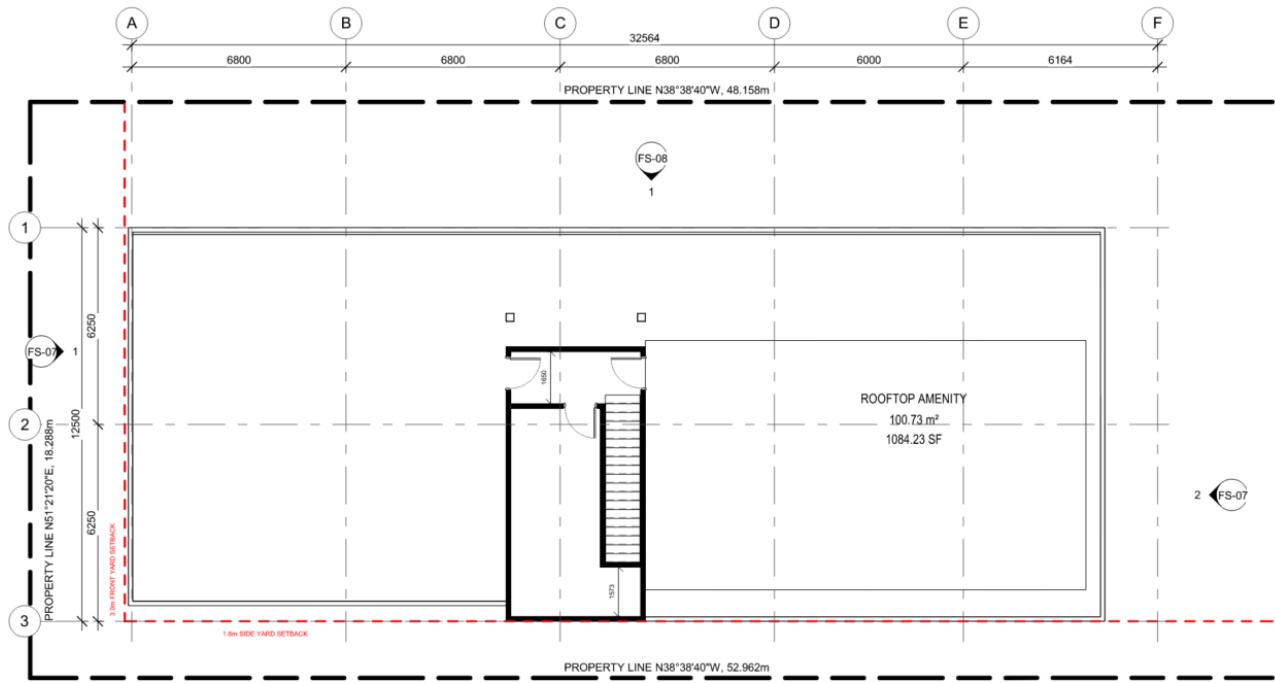 A
B
C
D
E
F
32564
6800
6800
6800
6000
6164
PROPERTY LINE N38°38'40"W, 48.158m
FS-08
1
1
6250
FS-07
1
1650
ROOFTOP AMENITY
100.73 m²
1084.23 SF
2
12500
PROPERTY LINE N51°21'20"E, 18.288m
2
FS-07
6250
3.0m FRONT YARD SETBACK
1573
3
1.8m SIDE YARD SETBACK
PROPERTY LINE N38°38'40"W, 52.962m